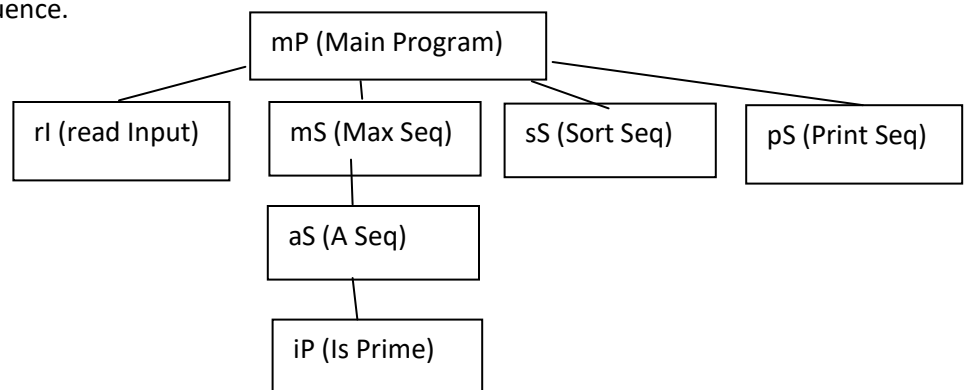 uence.
mP (Main Program)
rI (read Input)
mS (Max Seq)
sS (Sort Seq)
pS (Print Seq)
aS (A Seq)
iP (Is Prime)